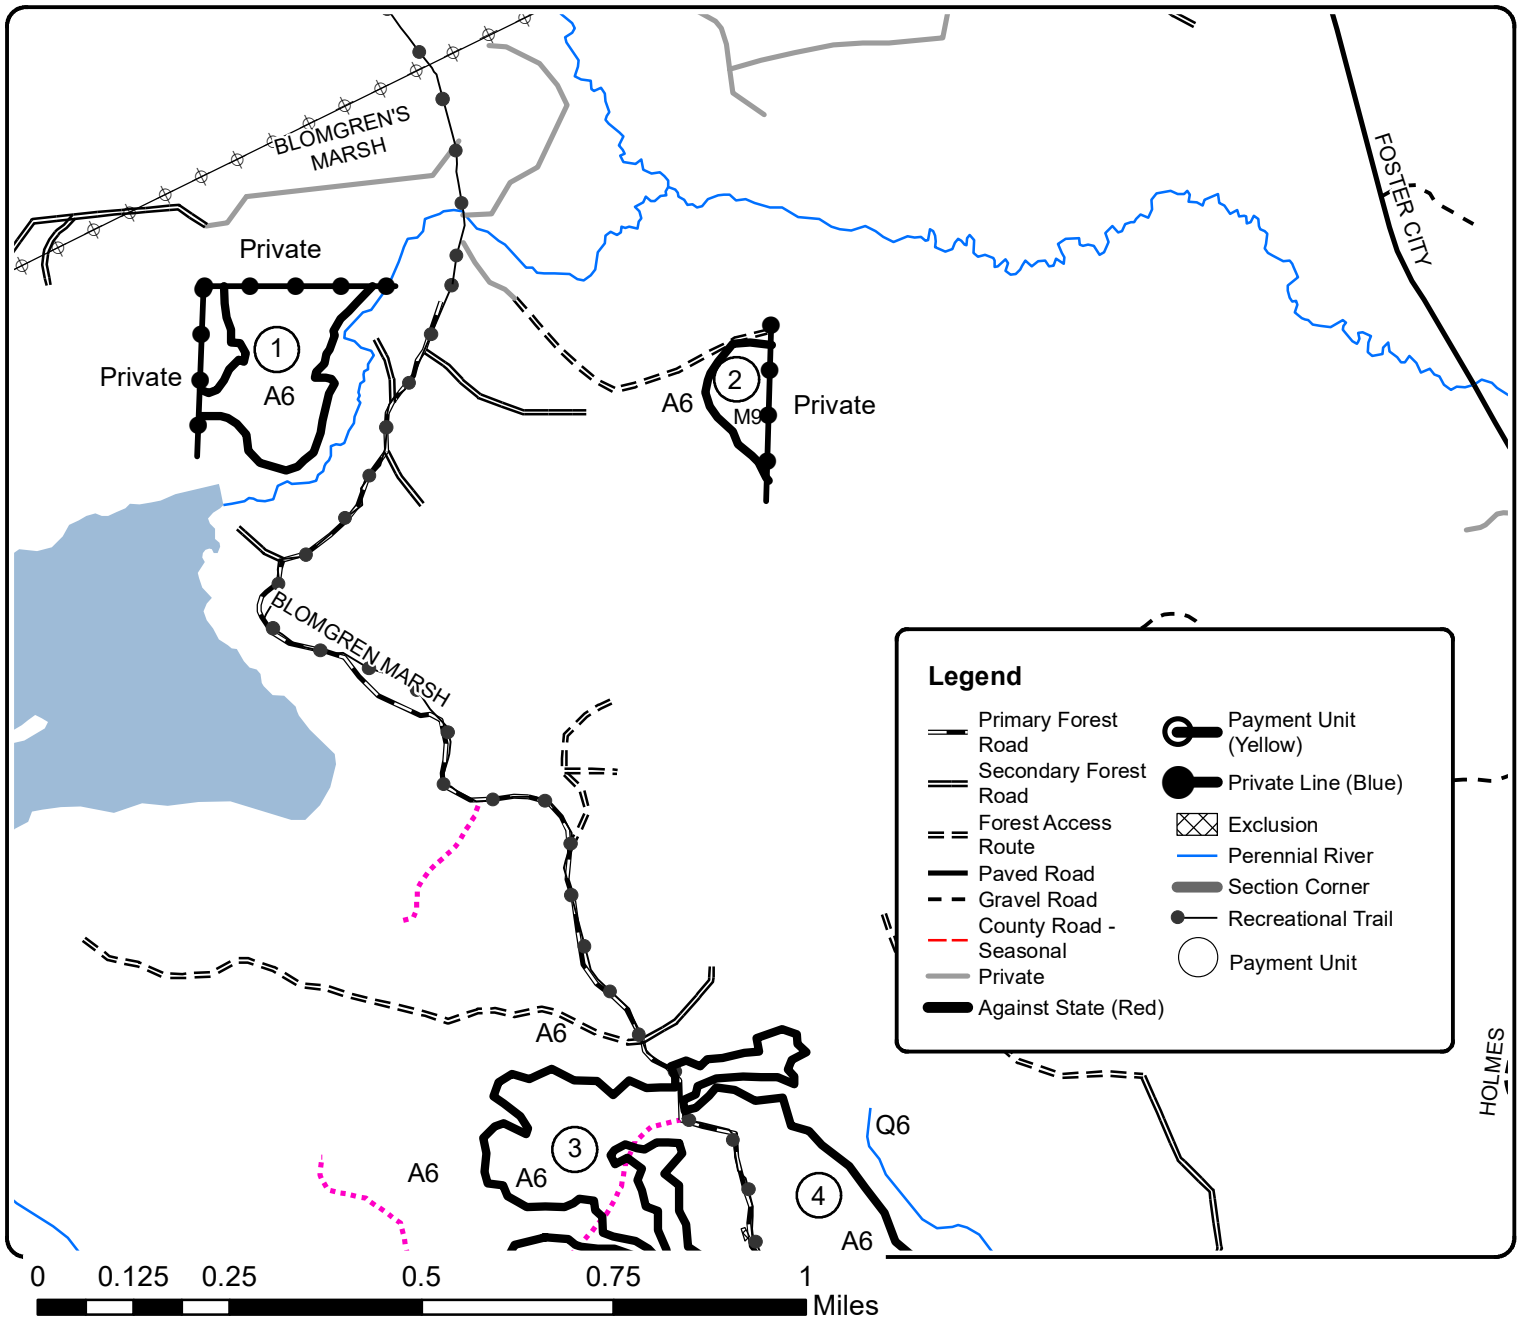 BLOMGREN'S
MARSH
FOSTER CITY
Private
1
Private
A6
2
A6
M9
Private
BLOMGREN MARSH
Legend
Primary Forest
Road
Secondary Forest
Road
Forest Access
Route
Paved Road
Gravel Road
County Road -
Seasonal
Private
Against State (Red)
Payment Unit
(Yellow)
Private Line (Blue)
Exclusion
Perennial River
Section Corner
Recreational Trail
Payment Unit
A6
HOLMES
Q6
3
A6
A6
4
A6
0 0.125 0.25 0.5 0.75 1
Miles